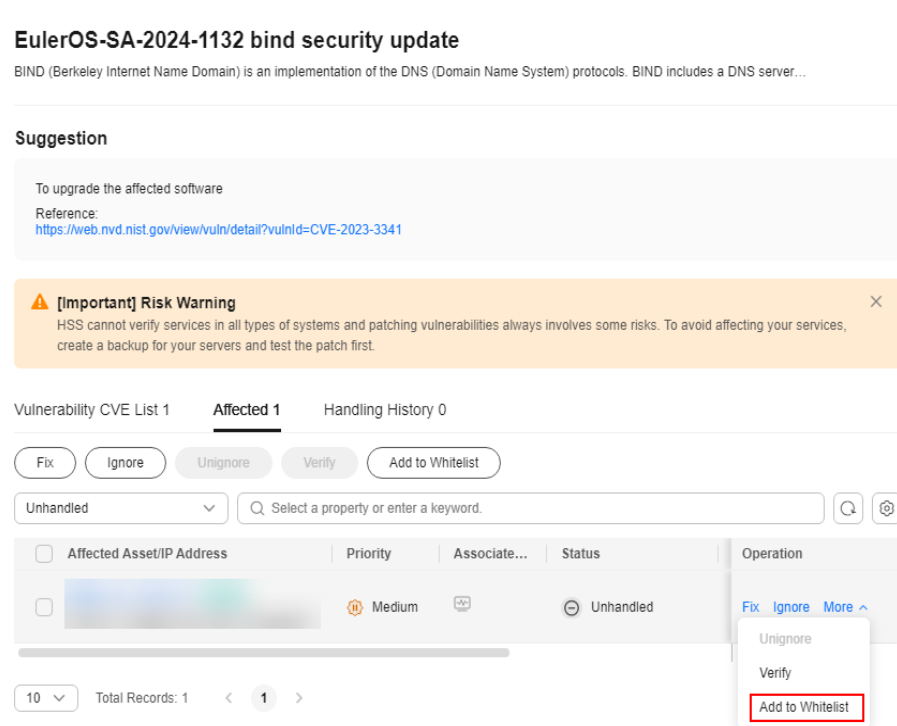 EulerOS-SA-2024-1132 bind security update
BIND (Berkeley Internet Name Domain) is an implementation of the DNS (Domain Name System) protocols. BIND includes a DNS server...
Suggestion
To upgrade the affected software
Reference:
https://web.nvd.nist.gov/view/vuln/detail?vulnId=CVE-2023-3341
[Important] Risk Warning
HSS cannot verify services in all types of systems and patching vulnerabilities always involves some risks. To avoid affecting your services,
create a backup for your servers and test the patch first.
Vulnerability CVE List 1 Affected 1 Handling History 0
Fix Ignore Unignore Verify Add to Whitelist
Unhandled Select a property or enter a keyword.
Affected Asset/IP Address Priority Associate... Status Operation
Medium Unhandled Fix Ignore More
Unignore
Verify
Add to Whitelist
10 Total Records: 1 < 1 >